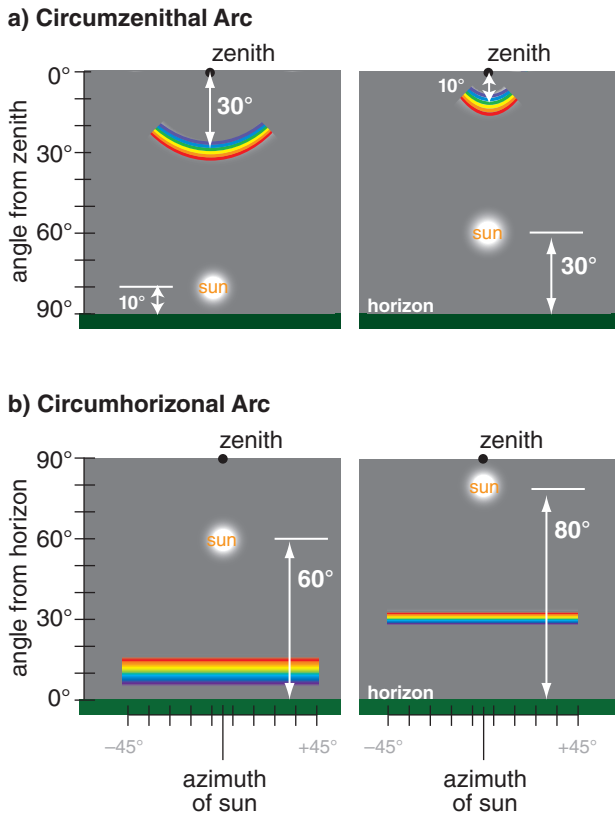 a) Circumzenithal Arc
zenith
zenith
angle from zenith
0°
30°
60°
90°
30°
sun
10°
10°
sun
30°
horizon
b) Circumhorizonal Arc
zenith
zenith
angle from horizon
90°
60°
30°
0°
sun
60°
sun
80°
horizon
–45°
+45°
–45°
+45°
azimuth
of sun
azimuth
of sun